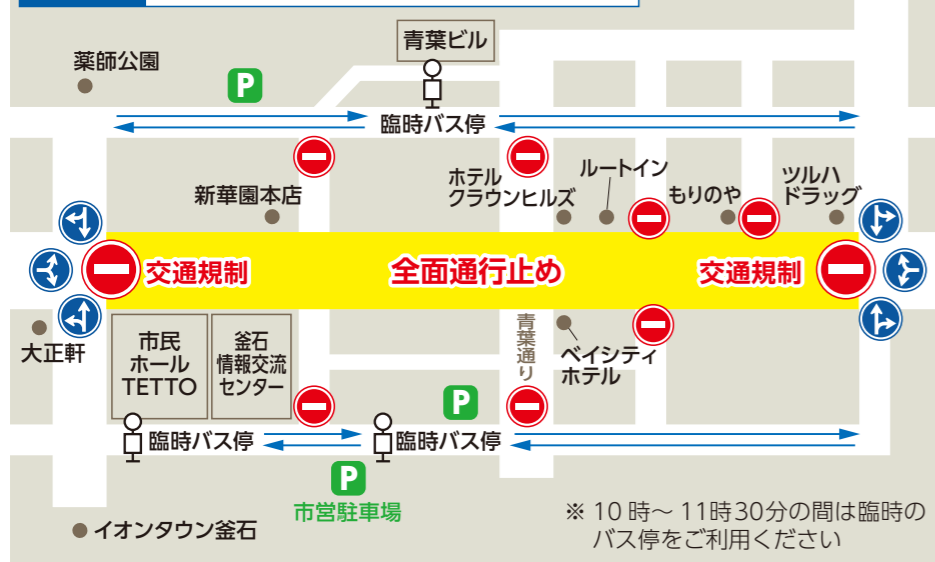 青葉ビル
薬師公園
P
臨時バス停
ホテル
クラウンヒルズ
ルートイン
もりのや
ツルハ
ドラッグ
新華園本店
交通規制
全面通行止め
交通規制
大正軒
市民
ホール
TETTO
釜石
情報交流
センター
青葉通り
ベイシティ
ホテル
P
臨時バス停
臨時バス停
P
市営駐車場
イオンタウン釜石
※ 10時〜11時30分の間は臨時の
バス停をご利用ください